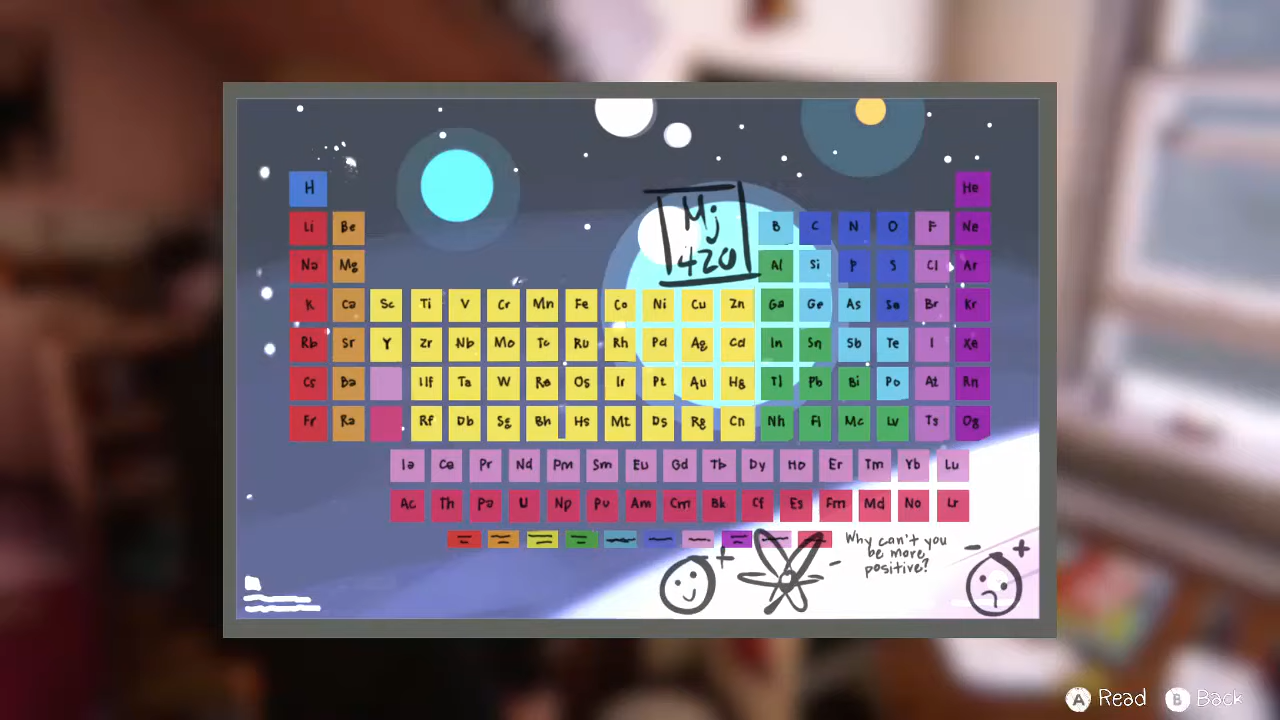 H He
Li Be B C N O F Ne
Na Mg Al Si P S Cl Ar
Mj
420
K Ca Sc Ti V Cr Mn Fe Co Ni Cu Zn Ga Ge As Se Br Kr
Rb Sr Y Zr Nb Mo Tc Ru Rh Pd Ag Cd In Sn Sb Te I Xe
Cs Ba Hf Ta W Re Os Ir Pt Au Hg Tl Pb Bi Po At Rn
Fr Ra Rf Db Sg Bh Hs Mt Ds Rg Cn Nh Fl Mc Lv Ts Og
la Ce Pr Nd Pm Sm Eu Gd Tb Dy Ho Er Tm Yb Lu
Ac Th Pa U Np Pu Am Cm Bk Cf Es Fm Md No Lr
Why can't you
be more
positive?
+ - - +
A Read B Back